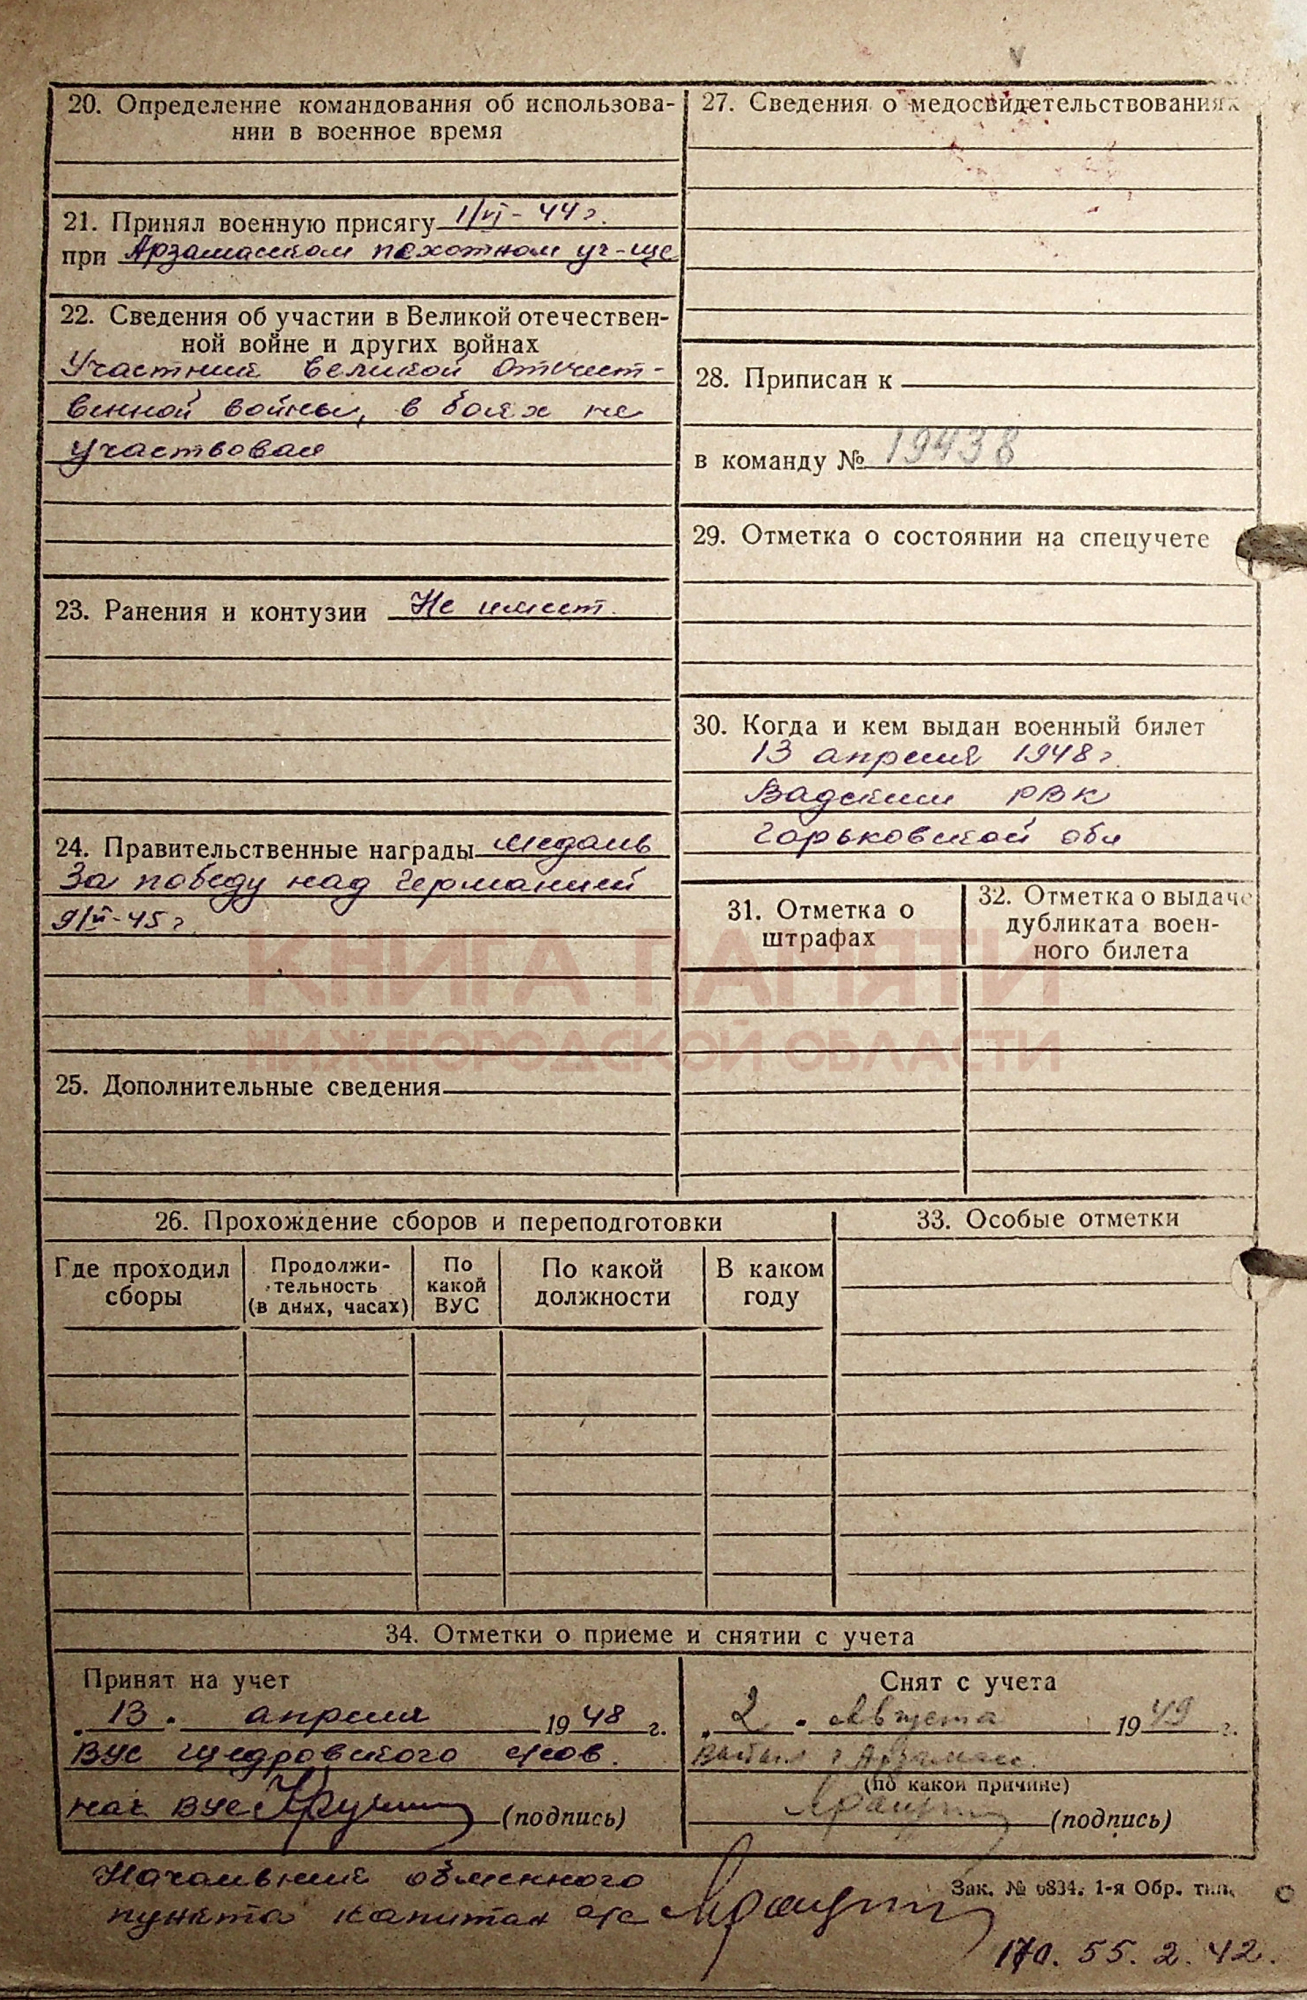 20. Определение командования об использова-
нии в военное время
21. Принял военную присягу 1/VI-44 г.
при Арзамасском пехотном уч-ще
22. Сведения об участии в Великой отечествен-
ной войне и других войнах
Участник Великой Отечест-
венной войны, в боях не
участвовал
23. Ранения и контузии Не имеет.
24. Правительственные награды медаль
За победу над Германией
9/V-45 г.
25. Дополнительные сведения
27. Сведения о медосвидетельствованиях
28. Приписан к
в команду № 19438
29. Отметка о состоянии на спецучете
30. Когда и кем выдан военный билет
13 апреля 1948 г.
Вадским РВК
Горьковской обл
31. Отметка о
штрафах
32. Отметка о выдаче
дубликата воен-
ного билета
КНИГА ПАМЯТИ
НИЖЕГОРОДСКОЙ ОБЛАСТИ
26. Прохождение сборов и переподготовки
Где проходил
сборы
Продолжи-
тельность
(в днях, часах)
По
какой
ВУС
По какой
должности
В каком
году
33. Особые отметки
34. Отметки о приеме и снятии с учета
Принят на учет
„13“ апреля 1948 г.
ВУС Щедровского с/сов.
нач ВУС (подпись)
Снят с учета
„2“ Августа 1949 г.
Выбыл г Арзамас.
(по какой причине)
(подпись)
Начальник обменного
пункта капитан а/с
Зак. № 6834. 1-я Обр. тип.
170. 55. 2. 42.